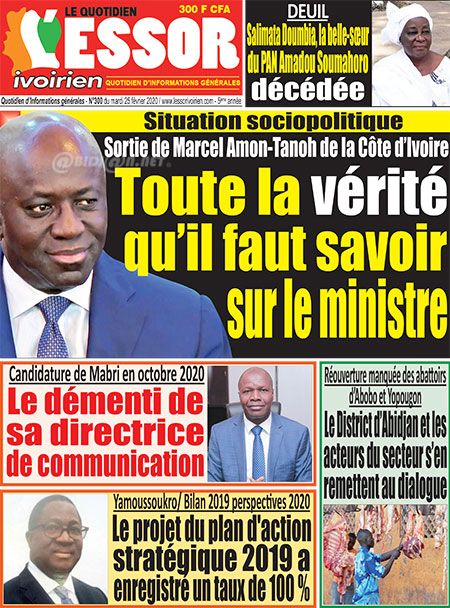 LE QUOTIDIEN
300 F CFA
L'ESSOR
ivoirien
QUOTIDIEN D'INFORMATIONS GÉNÉRALES
Quotidien d'Informations générales - N°300 du mardi 25 février 2020 / www.lessorivoirien.com - 5ème année
DEUIL
Salimata Doumbia, la belle-sœur
du PAN Amadou Soumahoro
décédée
@BIDJ@N.NET
Situation sociopolitique
Sortie de Marcel Amon-Tanoh de la Côte d'Ivoire
Toute la vérité
qu'il faut savoir
sur le ministre
Candidature de Mabri en octobre 2020
Le démenti de
sa directrice
de communication
Yamoussoukro/ Bilan 2019 perspectives 2020
Le projet du plan d'action
stratégique 2019 a
enregistré un taux de 100 %
Réouverture manquée des abattoirs
d'Abobo et Yopougon
Le District d'Abidjan et les
acteurs du secteur s'en
remettent au dialogue